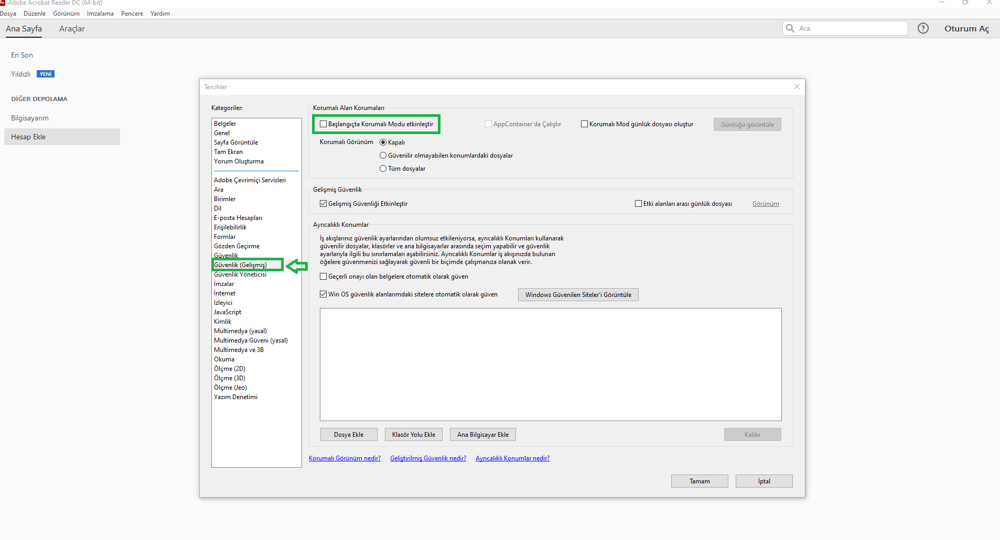 Adobe Acrobat Reader DC (64-bit)
Dosya Düzenle Görünüm İmzalama Pencere Yardım
Ana Sayfa Araçlar
Ara
? Oturum Aç
En Son
Yıldızlı YENİ
DİĞER DEPOLAMA
Bilgisayarım
Hesap Ekle
Tercihler
Kategoriler:
Belgeler
Genel
Sayfa Görüntüle
Tam Ekran
Yorum Oluşturma
Adobe Çevrimiçi Servisleri
Ara
Birimler
Dil
E-posta Hesapları
Erişilebilirlik
Formlar
Gözden Geçirme
Güvenlik
Güvenlik (Gelişmiş)
Güvenlik Yöneticisi
İmzalar
İnternet
İzleyici
JavaScript
Kimlik
Multimedya (yasal)
Multimedya Güveni (yasal)
Multimedya ve 3B
Okuma
Ölçme (2D)
Ölçme (3D)
Ölçme (Jeo)
Yazım Denetimi
Korumalı Alan Korumaları
Başlangıçta Korumalı Modu etkinleştir AppContainer'da Çalıştır Korumalı Mod günlük dosyası oluştur Günlüğü görüntüle
Korumalı Görünüm Kapalı
Güvenilir olmayabilen konumlardaki dosyalar
Tüm dosyalar
Gelişmiş Güvenlik
Gelişmiş Güvenliği Etkinleştir Etki alanları arası günlük dosyası Görünüm
Ayrıcalıklı Konumlar
İş akışlarınız güvenlik ayarlarından olumsuz etkileniyorsa, ayrıcalıklı Konumları kullanarak
güvenilir dosyalar, klasörler ve ana bilgisayarlar arasında seçim yapabilir ve güvenlik
ayarlarıyla ilgili bu sınırlamaları aşabilirsiniz. Ayrıcalıklı Konumlar iş akışınızda bulunan
öğelere güvenmenizi sağlayarak güvenli bir biçimde çalışmanıza olanak verir.
Geçerli onayı olan belgelere otomatik olarak güven
Win OS güvenlik alanlarımdaki sitelere otomatik olarak güven Windows Güvenilen Siteler'i Görüntüle
Dosya Ekle Klasör Yolu Ekle Ana Bilgisayar Ekle Kaldır
Korumalı Görünüm nedir? Geliştirilmiş Güvenlik nedir? Ayrıcalıklı Konumlar nedir?
Tamam İptal